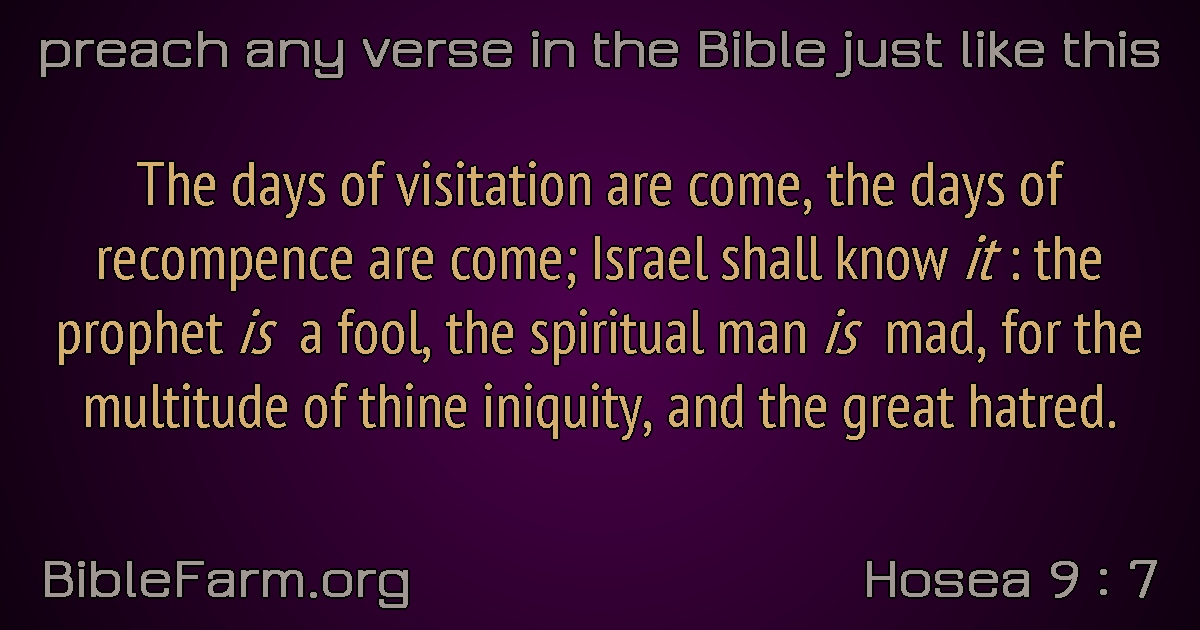 preach any verse in the Bible just like this
The days of visitation are come, the days of
recompence are come; Israel shall know it : the
prophet is a fool, the spiritual man is mad, for the
multitude of thine iniquity, and the great hatred.
BibleFarm.org
Hosea 9 : 7